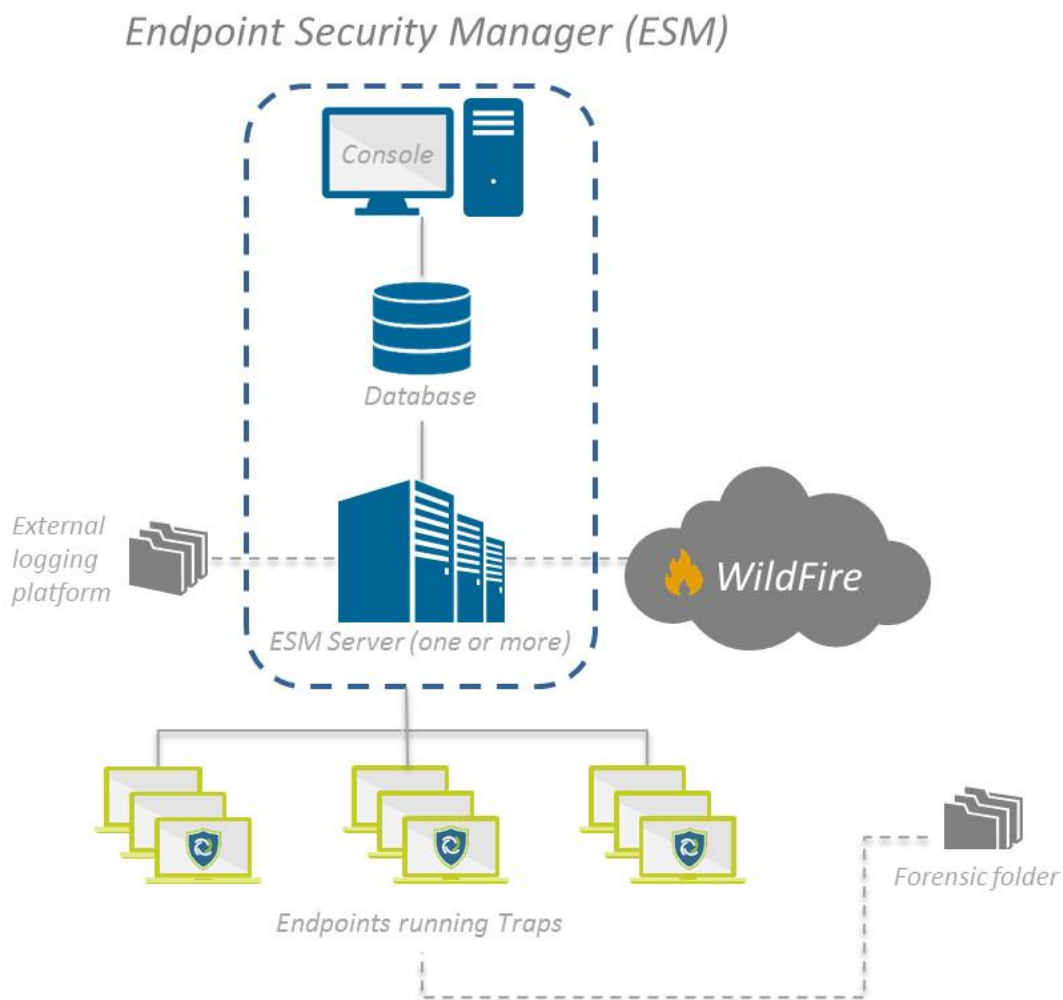 Endpoint Security Manager (ESM)
Console
Database
External
logging
platform
WildFire
ESM Server (one or more)
Endpoints running Traps
Forensic folder